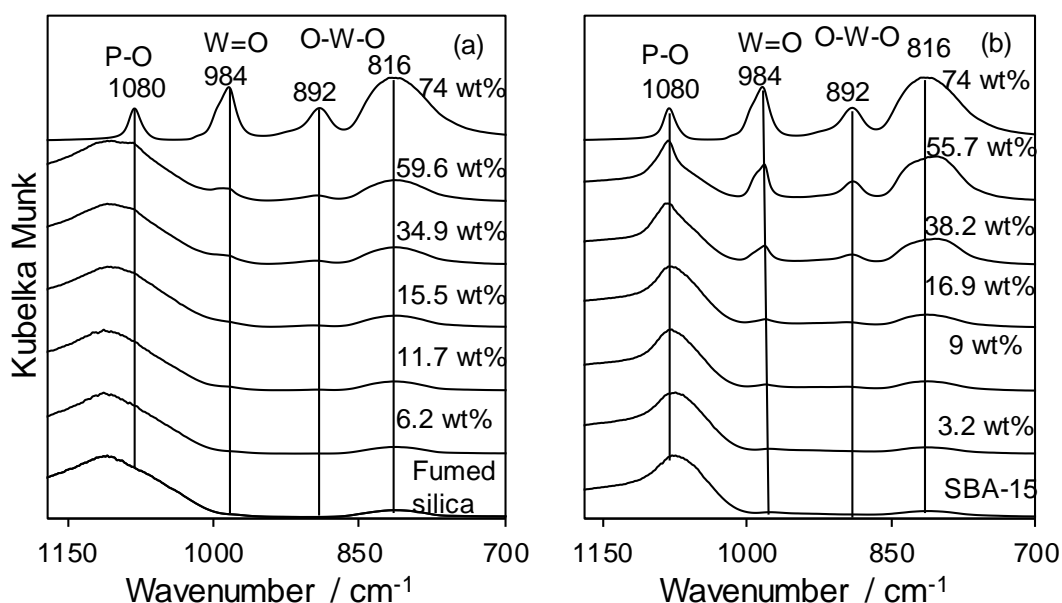 Kubelka Munk
(a)
P-O
W=O
O-W-O
1080
984
892
816
74 wt%
59.6 wt%
34.9 wt%
15.5 wt%
11.7 wt%
6.2 wt%
Fumed
silica
1150
1000
850
700
Wavenumber / cm-1
(b)
P-O
W=O
O-W-O
1080
984
892
816
74 wt%
55.7 wt%
38.2 wt%
16.9 wt%
9 wt%
3.2 wt%
SBA-15
1150
1000
850
700
Wavenumber / cm-1